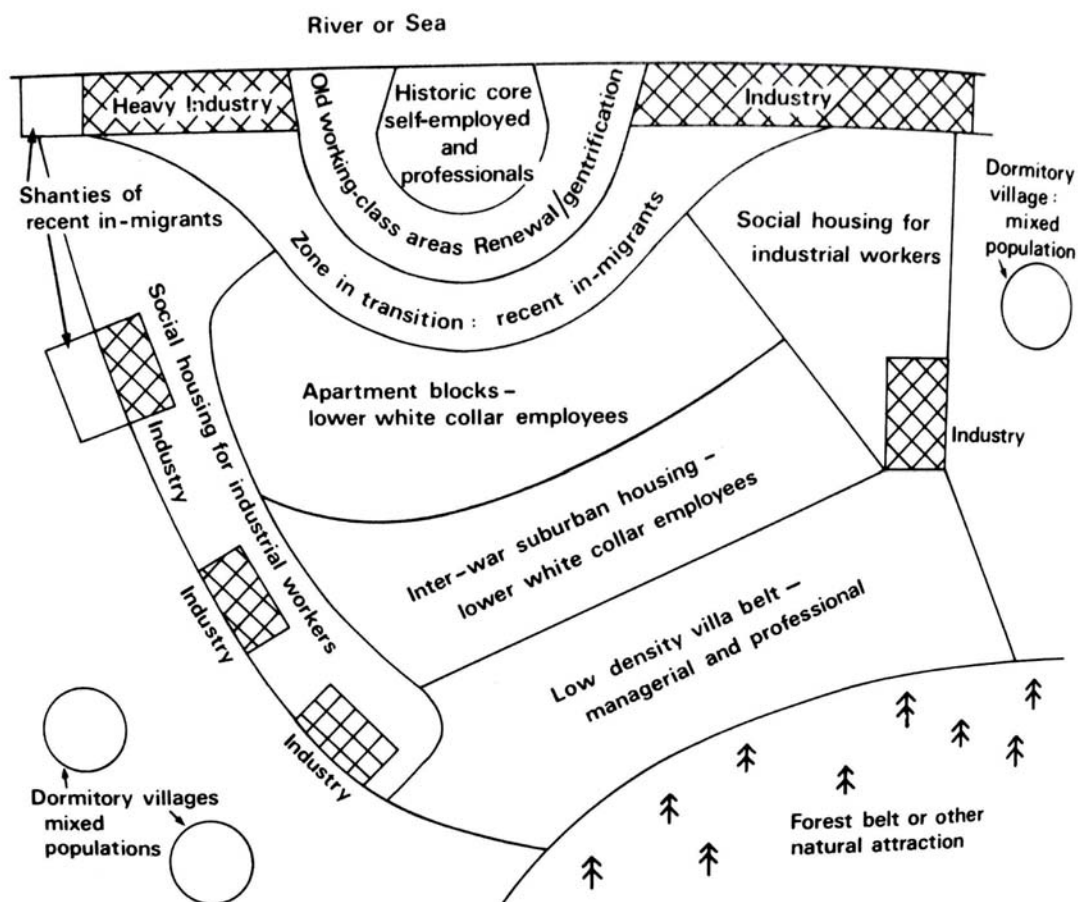 River or Sea
Heavy Industry
Old working-class areas Renewal/gentrification
Historic core
self-employed
and
professionals
Industry
Shanties of
recent in-migrants
Zone in transition: recent in-migrants
Social housing for
industrial workers
Dormitory
village:
mixed
population
Social housing for industrial workers
Apartment blocks-
lower white collar employees
Industry
Industry
Inter-war suburban housing-
lower white collar employees
Industry
Low density villa belt-
managerial and professional
Industry
Dormitory villages
mixed
populations
Forest belt or other
natural attraction